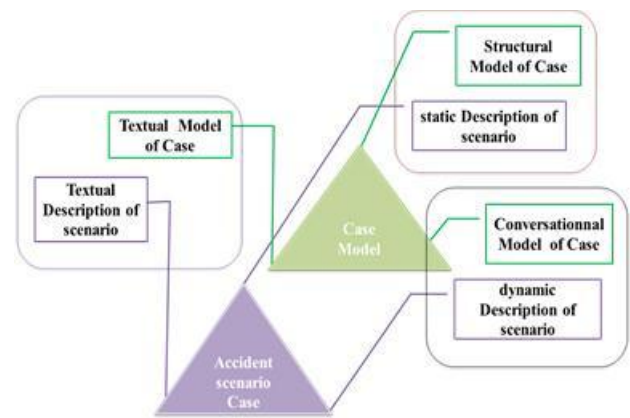 Structural
Model of Case
static Description of
scenario
Textual Model
of Case
Textual
Description of
scenario
Case
Model
Conversationnal
Model of Case
dynamic
Description of
scenario
Accident
scenario
Case